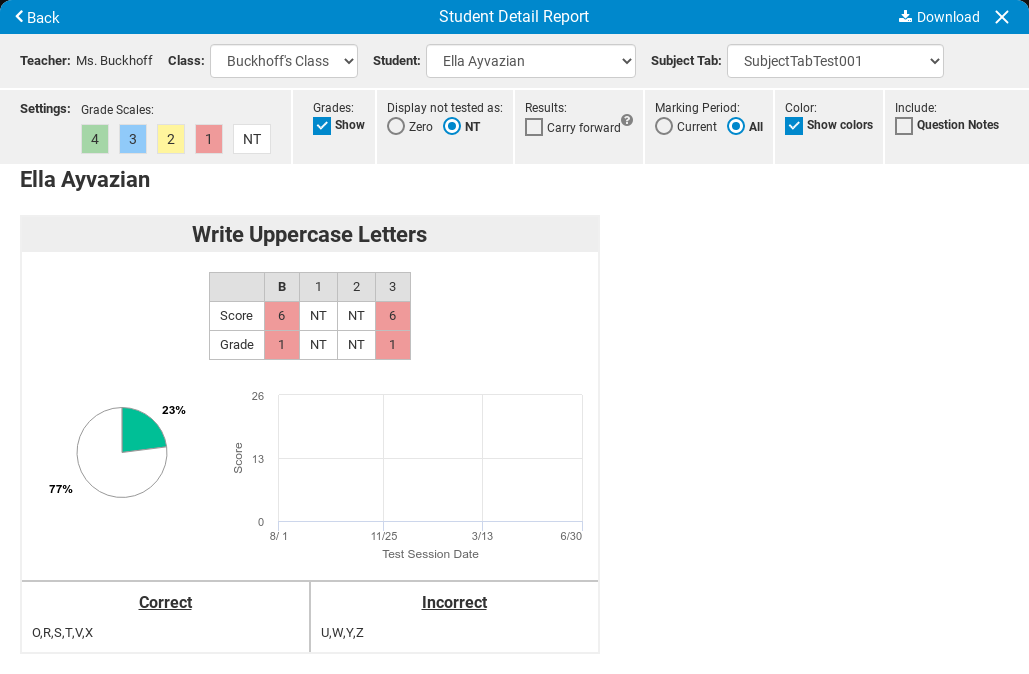 Back
Student Detail Report
Download
Teacher: Ms. Buckhoff Class: Buckhoff's Class Student: Ella Ayvazian Subject Tab: SubjectTabTest001
Settings: Grade Scales:
4 3 2 1 NT
Grades:
Show
Display not tested as:
Zero NT
Results:
Carry forward ?
Marking Period:
Current All
Color:
Show colors
Include:
Question Notes
Ella Ayvazian
Write Uppercase Letters
B 1 2 3
Score 6 NT NT 6
Grade 1 NT NT 1
23%
77%
26
13
0
Score
8/ 1 11/25 3/13 6/30
Test Session Date
Correct
O,R,S,T,V,X
Incorrect
U,W,Y,Z